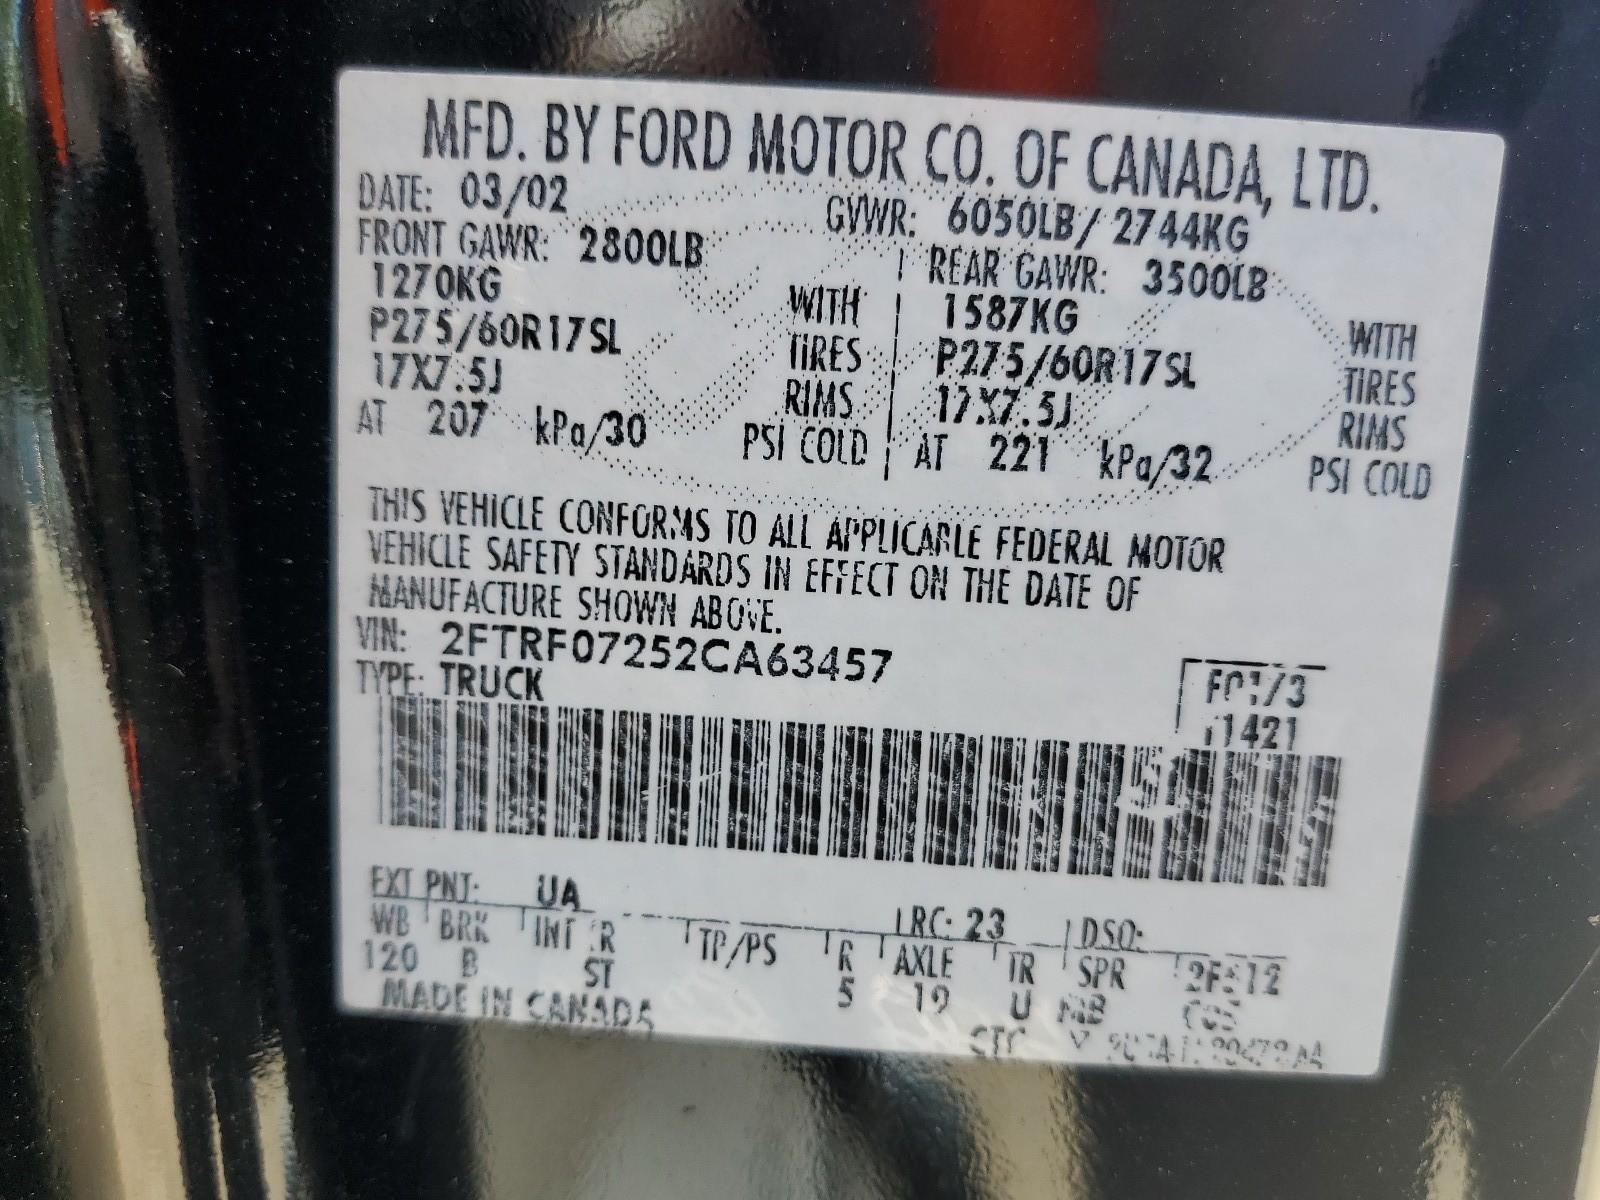 MFD. BY FORD MOTOR CO. OF CANADA, LTD.
DATE: 03/02 GVWR: 6050LB/ 2744KG
FRONT GAWR: 2800LB REAR GAWR: 3500LB
1270KG WITH 1587KG WITH
P275/60R17SL TIRES P275/60R17SL TIRES
17X7.5J RIMS 17X7.5J RIMS
AT 207 kPa/30 PSI COLD AT 221 kPa/32 PSI COLD
THIS VEHICLE CONFORMS TO ALL APPLICABLE FEDERAL MOTOR
VEHICLE SAFETY STANDARDS IN EFFECT ON THE DATE OF
MANUFACTURE SHOWN ABOVE.
VIN: 2FTRF07252CA63457
TYPE: TRUCK
EXT PNT: UA RC: 23 DSO:
WB BRK INT TR TP/PS R AXLE TR SPR
120 B ST 5 19 U
MADE IN CANADA